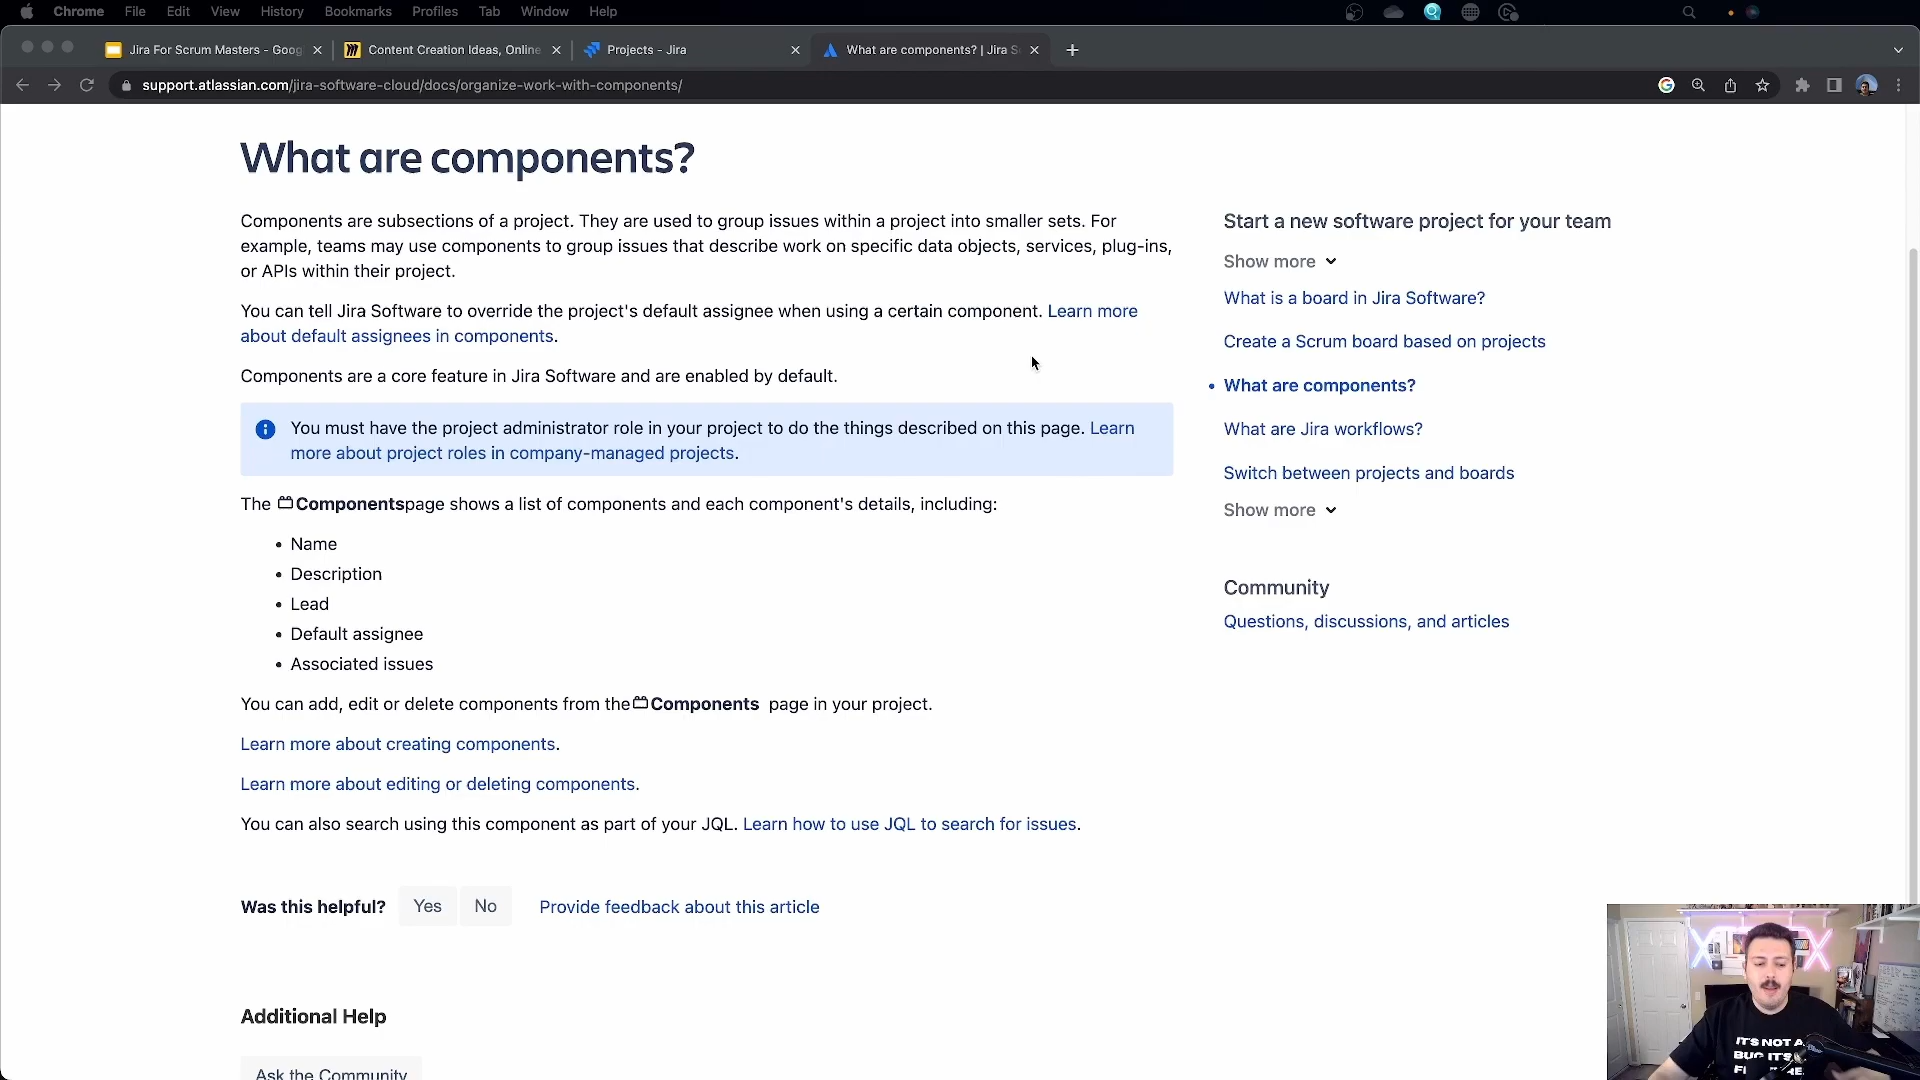 Chrome File Edit View History Bookmarks Profiles Tab Window Help
Jira For Scrum Masters - Goog
Content Creation Ideas, Online
Projects - Jira
What are components? | Jira S
support.atlassian.com/jira-software-cloud/docs/organize-work-with-components/
What are components?
Components are subsections of a project. They are used to group issues within a project into smaller sets. For
example, teams may use components to group issues that describe work on specific data objects, services, plug-ins,
or APIs within their project.
You can tell Jira Software to override the project's default assignee when using a certain component. Learn more
about default assignees in components.
Components are a core feature in Jira Software and are enabled by default.
You must have the project administrator role in your project to do the things described on this page. Learn
more about project roles in company-managed projects.
The Componentspage shows a list of components and each component's details, including:
• Name
• Description
• Lead
• Default assignee
• Associated issues
You can add, edit or delete components from the Components page in your project.
Learn more about creating components.
Learn more about editing or deleting components.
You can also search using this component as part of your JQL. Learn how to use JQL to search for issues.
Was this helpful? Yes No Provide feedback about this article
Additional Help
Ask the Community
Start a new software project for your team
Show more
What is a board in Jira Software?
Create a Scrum board based on projects
• What are components?
What are Jira workflows?
Switch between projects and boards
Show more
Community
Questions, discussions, and articles
IT'S NOT A
BUG IT'S